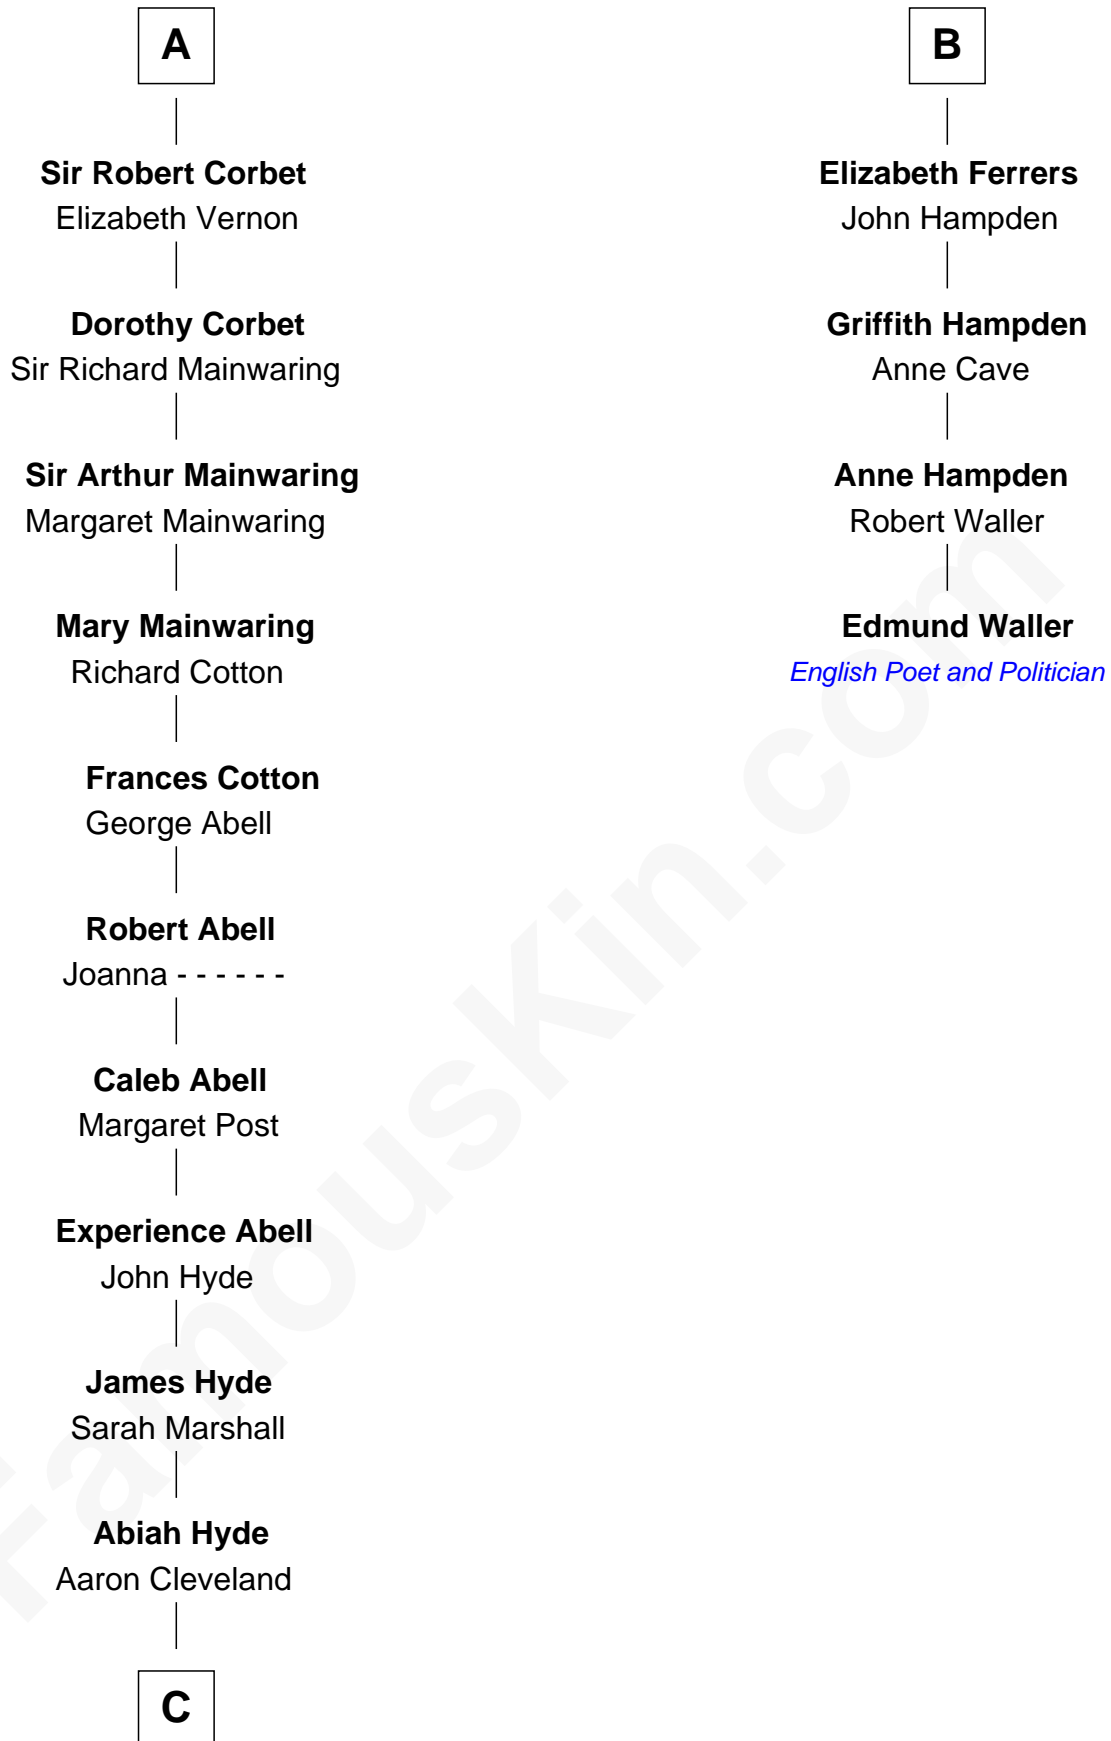 A
Sir Robert Corbet
Elizabeth Vernon
Dorothy Corbet
Sir Richard Mainwaring
Sir Arthur Mainwaring
Margaret Mainwaring
Mary Mainwaring
Richard Cotton
Frances Cotton
George Abell
Robert Abell
Joanna - - - - - -
Caleb Abell
Margaret Post
Experience Abell
John Hyde
James Hyde
Sarah Marshall
Abiah Hyde
Aaron Cleveland
C
B
Elizabeth Ferrers
John Hampden
Griffith Hampden
Anne Cave
Anne Hampden
Robert Waller
Edmund Waller
English Poet and Politician
FamousKin.com